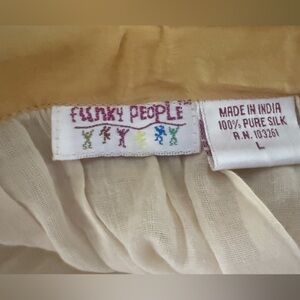 FUNKY PEOPLE
MADE IN INDIA
100% PURE SILK
R.N. 103261
L